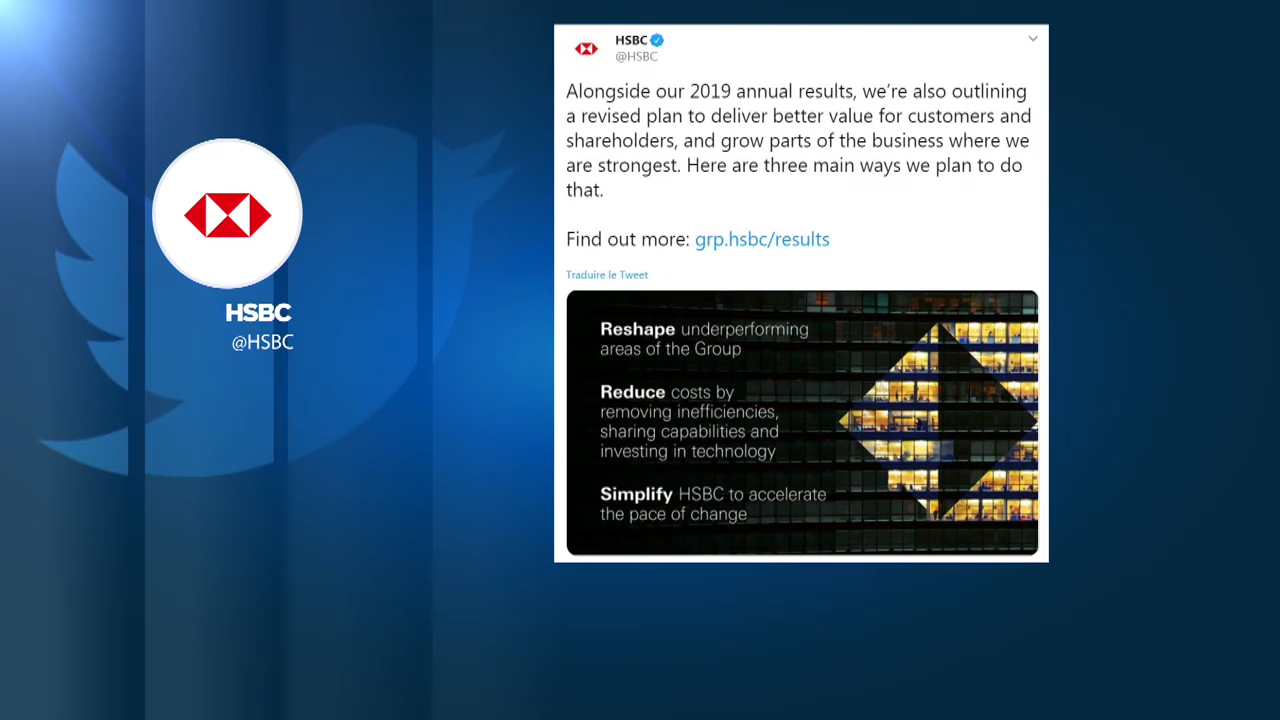 HSBC
@HSBC
HSBC
@HSBC
Alongside our 2019 annual results, we’re also outlining
a revised plan to deliver better value for customers and
shareholders, and grow parts of the business where we
are strongest. Here are three main ways we plan to do
that.
Find out more: grp.hsbc/results
Traduire le Tweet
Reshape underperforming
areas of the Group
Reduce costs by
removing inefficiencies,
sharing capabilities and
investing in technology
Simplify HSBC to accelerate
the pace of change